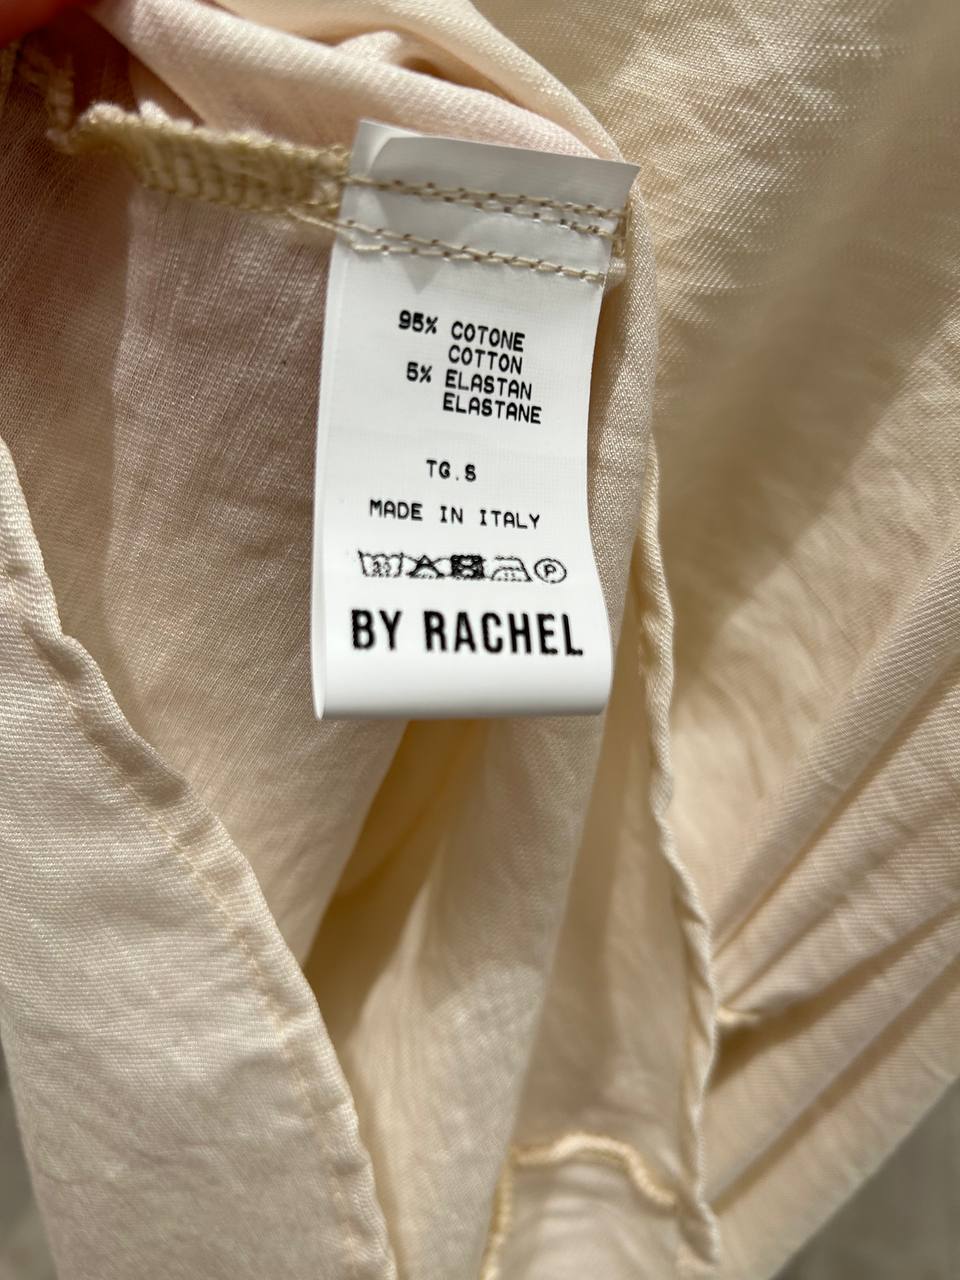 95% COTONE
COTTON
5% ELASTAN
ELASTANE
TG.S
MADE IN ITALY
P
BY RACHEL